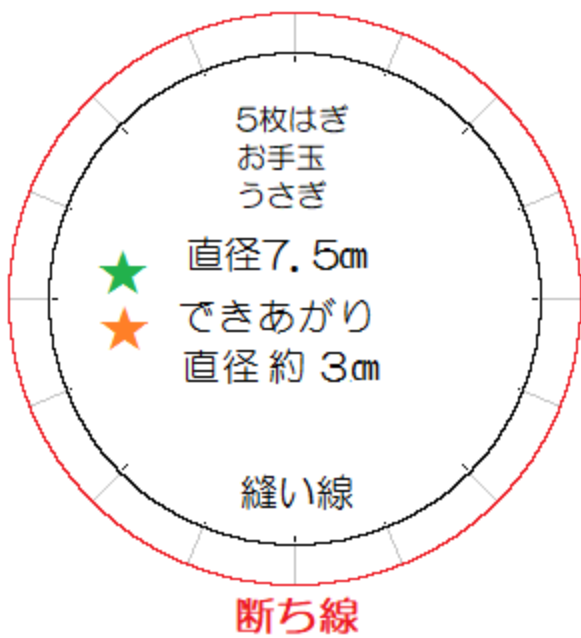 5枚はぎ
お手玉
うさぎ
直径7.5㎝
できあがり
直径 約 3㎝
縫い線
断ち線